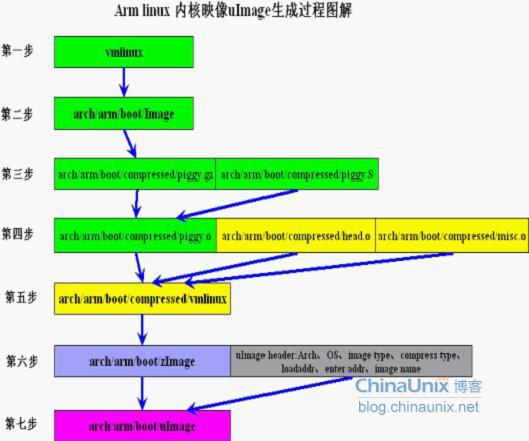 Arm linux 内核映像uImage生成过程图解
第一步
vmlinux
第二步
arch/arm/boot/Image
第三步
arch/arm/boot/compressed/piggy.gz
arch/arm/boot/compressed/piggy.S
第四步
arch/arm/boot/compressed/piggy.o
arch/arm/boot/compressed/head.o
arch/arm/boot/compressed/misc.o
第五步
arch/arm/boot/compressed/vmlinux
第六步
arch/arm/boot/zImage
uImage header:Arch、OS、image type、compress type、
loadaddr、enter addr、image name
ChinaUnix 博客
blog.chinaunix.net
第七步
arch/arm/boot/uImage